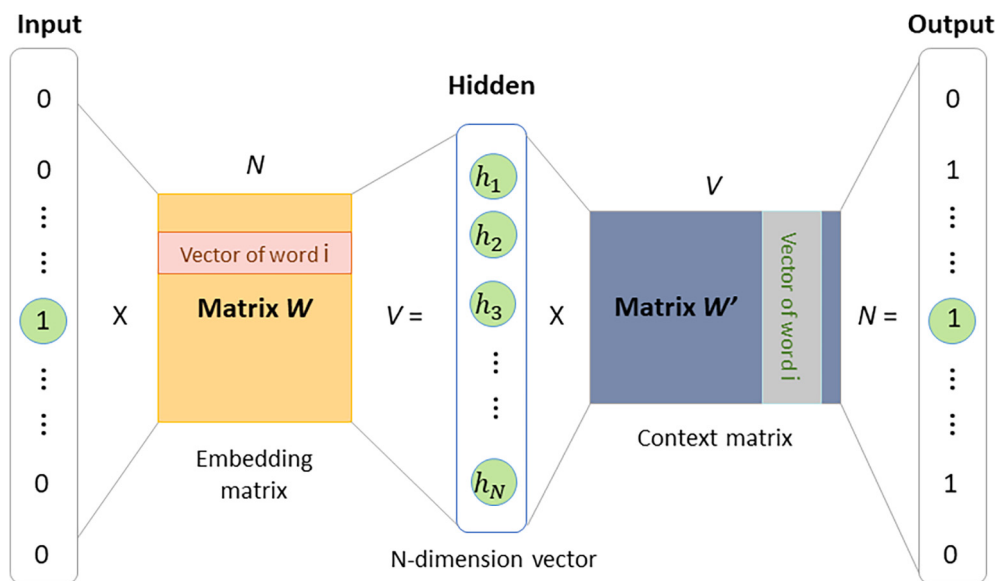 Input
0
0
⋮
⋮
1
⋮
⋮
0
0
X
N
Vector of word i
Matrix W
V =
Embedding
matrix
Hidden
h₁
h₂
h₃
⋮
⋮
h_N
N-dimension vector
X
V
Matrix W’
Vector of word i
N =
Context matrix
Output
0
1
⋮
⋮
1
⋮
⋮
1
0